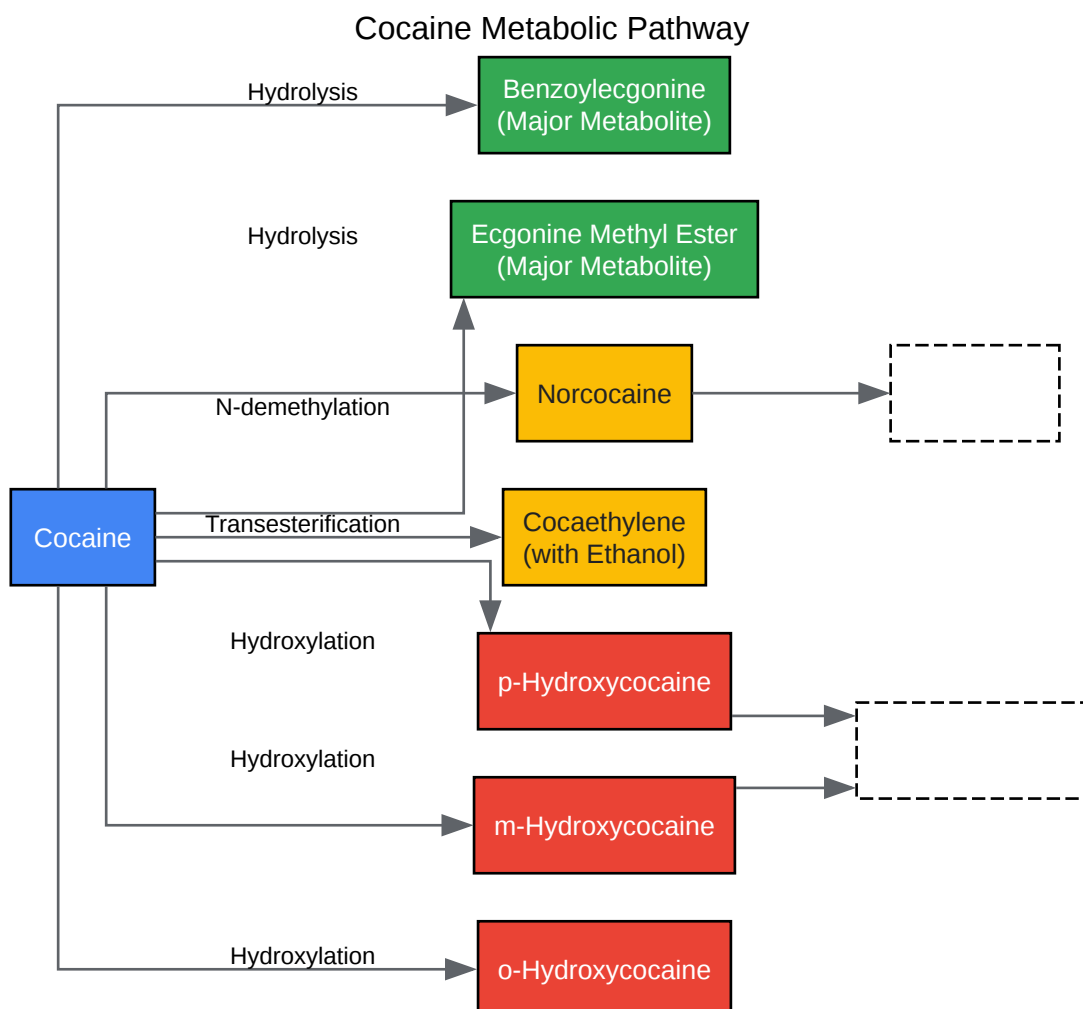 Cocaine Metabolic Pathway
Hydrolysis
Benzoylecgonine
(Major Metabolite)
Hydrolysis
Ecgonine Methyl Ester
(Major Metabolite)
N-demethylation
Norcocaine
Cocaine
Transesterification
Cocaethylene
(with Ethanol)
Hydroxylation
p-Hydroxycocaine
Hydroxylation
m-Hydroxycocaine
Hydroxylation
o-Hydroxycocaine